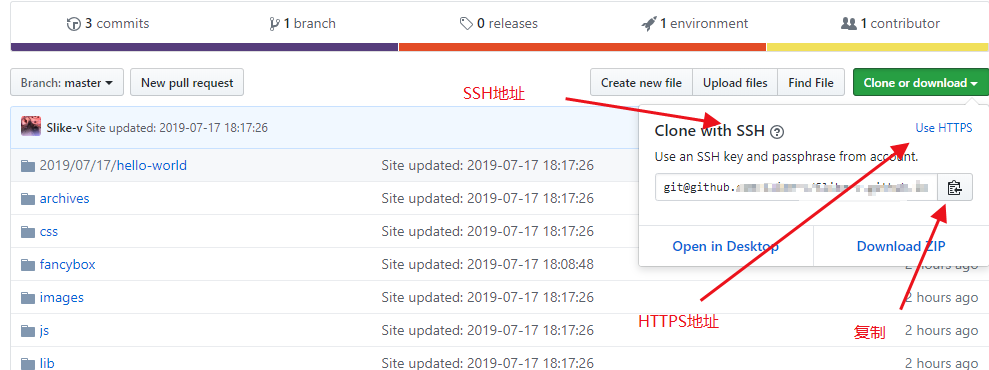 3 commits 1 branch 0 releases 1 environment 1 contributor
Branch: master New pull request Create new file Upload files Find File Clone or download
SSH地址
Slike-v Site updated: 2019-07-17 18:17:26
Clone with SSH Use HTTPS
Use an SSH key and passphrase from account.
2019/07/17/hello-world Site updated: 2019-07-17 18:17:26
git@github.
archives Site updated: 2019-07-17 18:17:26
css Site updated: 2019-07-17 18:17:26
Open in Desktop Download ZIP
fancybox Site updated: 2019-07-17 18:08:48 2 hours ago
images Site updated: 2019-07-17 18:17:26 2 hours ago
HTTPS地址
复制
js Site updated: 2019-07-17 18:17:26 2 hours ago
lib Site updated: 2019-07-17 18:17:26 2 hours ago